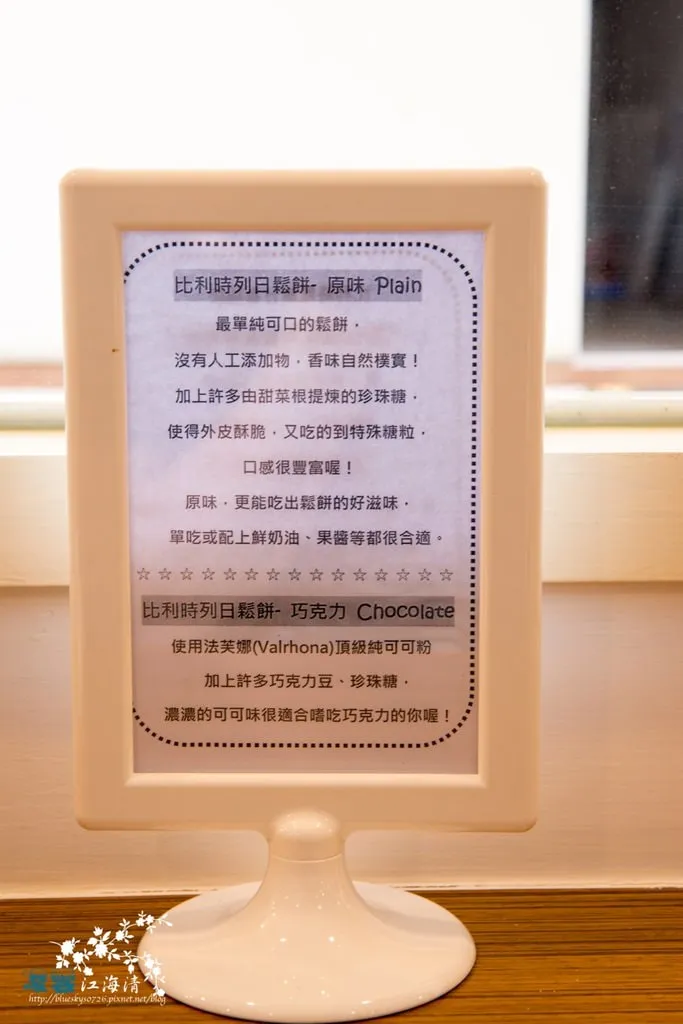 比利時列日鬆餅- 原味 Plain
最單純可口的鬆餅，
沒有人工添加物，香味自然樸實！
加上許多由甜菜根提煉的珍珠糖，
使得外皮酥脆，又吃的到特殊糖粒，
口感很豐富喔！
原味，更能吃出鬆餅的好滋味，
單吃或配上鮮奶油、果醬等都很合適。
☆☆☆☆☆☆☆☆☆☆☆☆☆☆☆
比利時列日鬆餅- 巧克力 Chocolate
使用法芙娜(Valrhona)頂級純可可粉
加上許多巧克力豆、珍珠糖，
濃濃的可可味很適合嗜吃巧克力的你喔！
江海清
http://bluesky0726.pixnet.net/blog